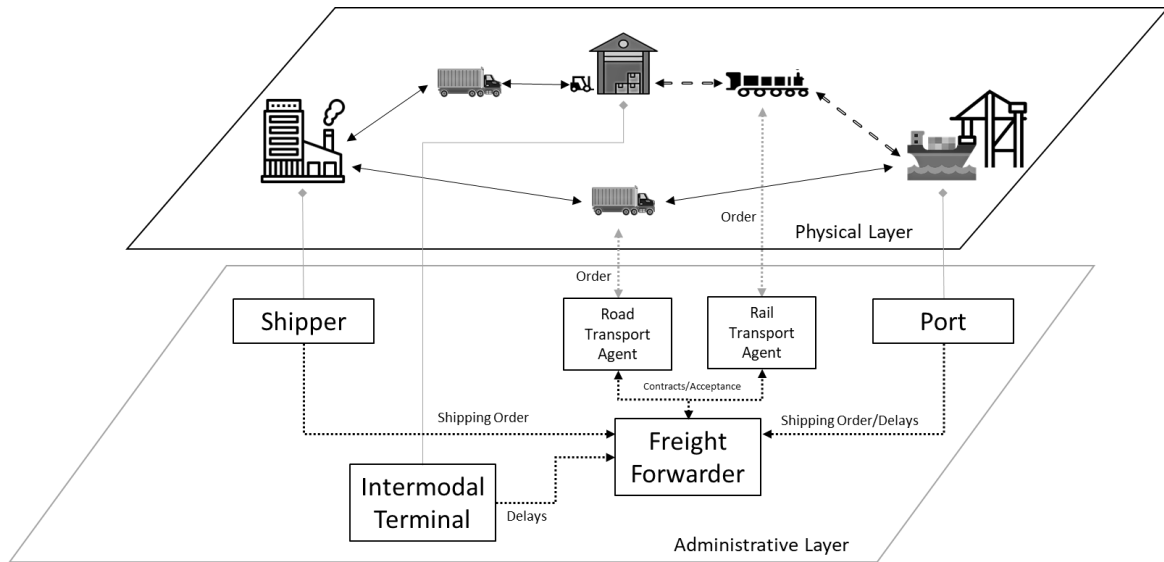 Order
Physical Layer
Order
Shipper
Road
Transport
Agent
Rail
Transport
Agent
Port
Contracts/Acceptance
Shipping Order
Freight
Forwarder
Shipping Order/Delays
Intermodal
Terminal
Delays
Administrative Layer